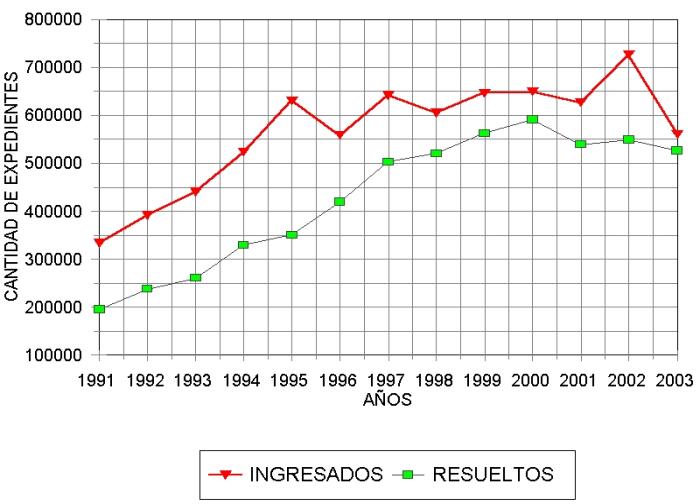 800000
700000
600000
500000
400000
300000
200000
100000
CANTIDAD DE EXPEDIENTES
1991 1992 1993 1994 1995 1996 1997 1998 1999 2000 2001 2002 2003
AÑOS
INGRESADOS RESUELTOS